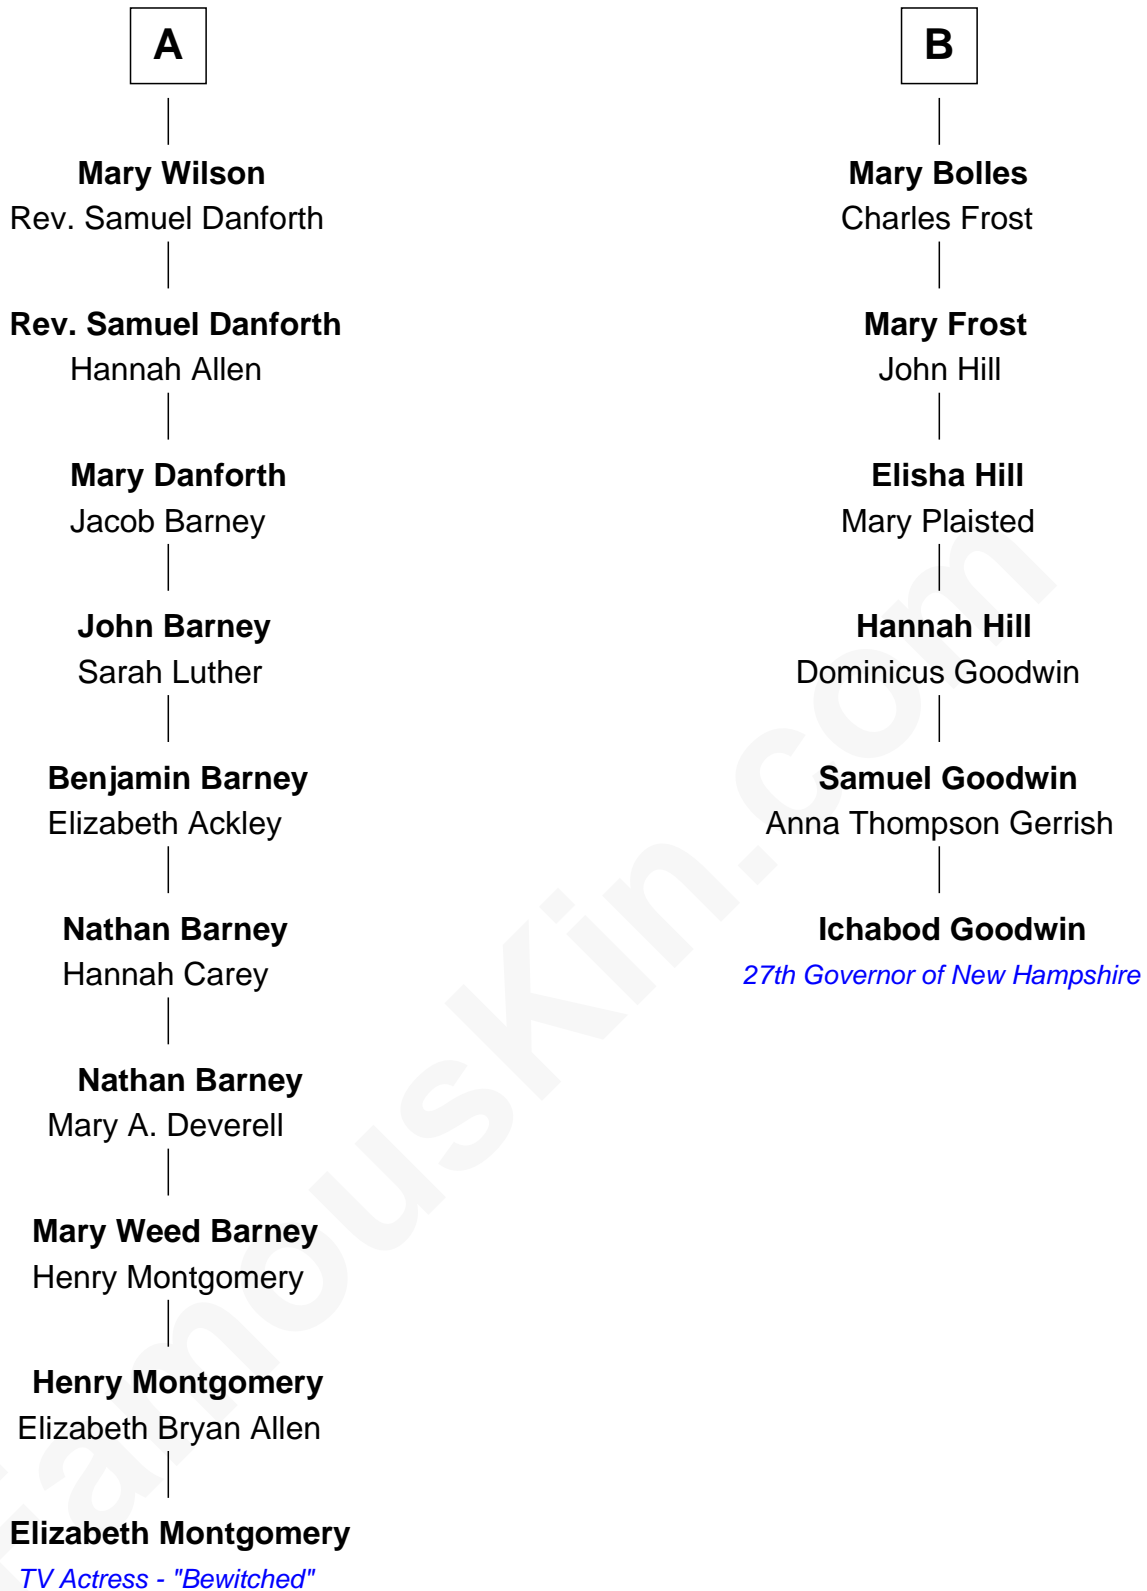 A
Mary Wilson
Rev. Samuel Danforth
Rev. Samuel Danforth
Hannah Allen
Mary Danforth
Jacob Barney
John Barney
Sarah Luther
Benjamin Barney
Elizabeth Ackley
Nathan Barney
Hannah Carey
Nathan Barney
Mary A. Deverell
Mary Weed Barney
Henry Montgomery
Henry Montgomery
Elizabeth Bryan Allen
Elizabeth Montgomery
TV Actress - "Bewitched"
B
Mary Bolles
Charles Frost
Mary Frost
John Hill
Elisha Hill
Mary Plaisted
Hannah Hill
Dominicus Goodwin
Samuel Goodwin
Anna Thompson Gerrish
Ichabod Goodwin
27th Governor of New Hampshire
FamousKin.com